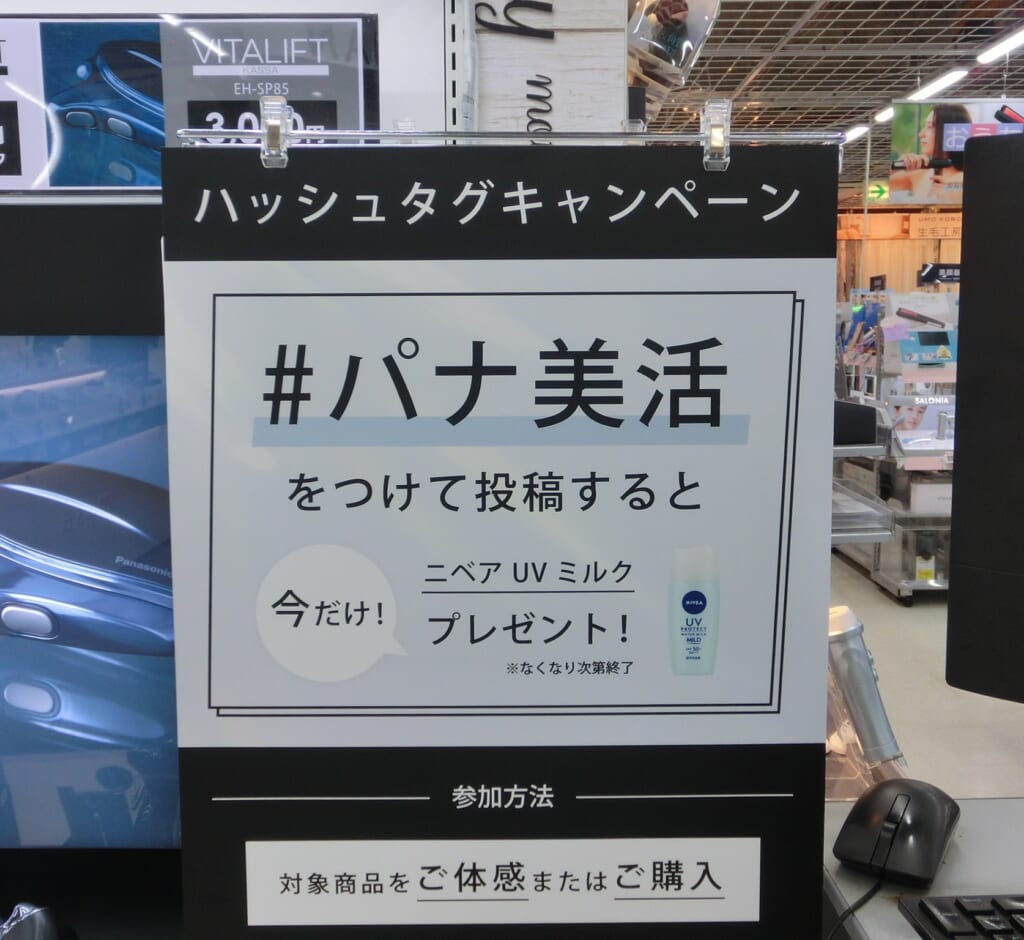 VITALIFT
KASSA
EH-SP85
ハッシュタグキャンペーン
#パナ美活
をつけて投稿すると
今だけ!
ニベア UV ミルク
プレゼント!
※なくなり次第終了
NIVEA
UV
PROTECT
WATER MILK
MILD
参加方法
対象商品をご体感またはご購入
Panasonic
SALONIA